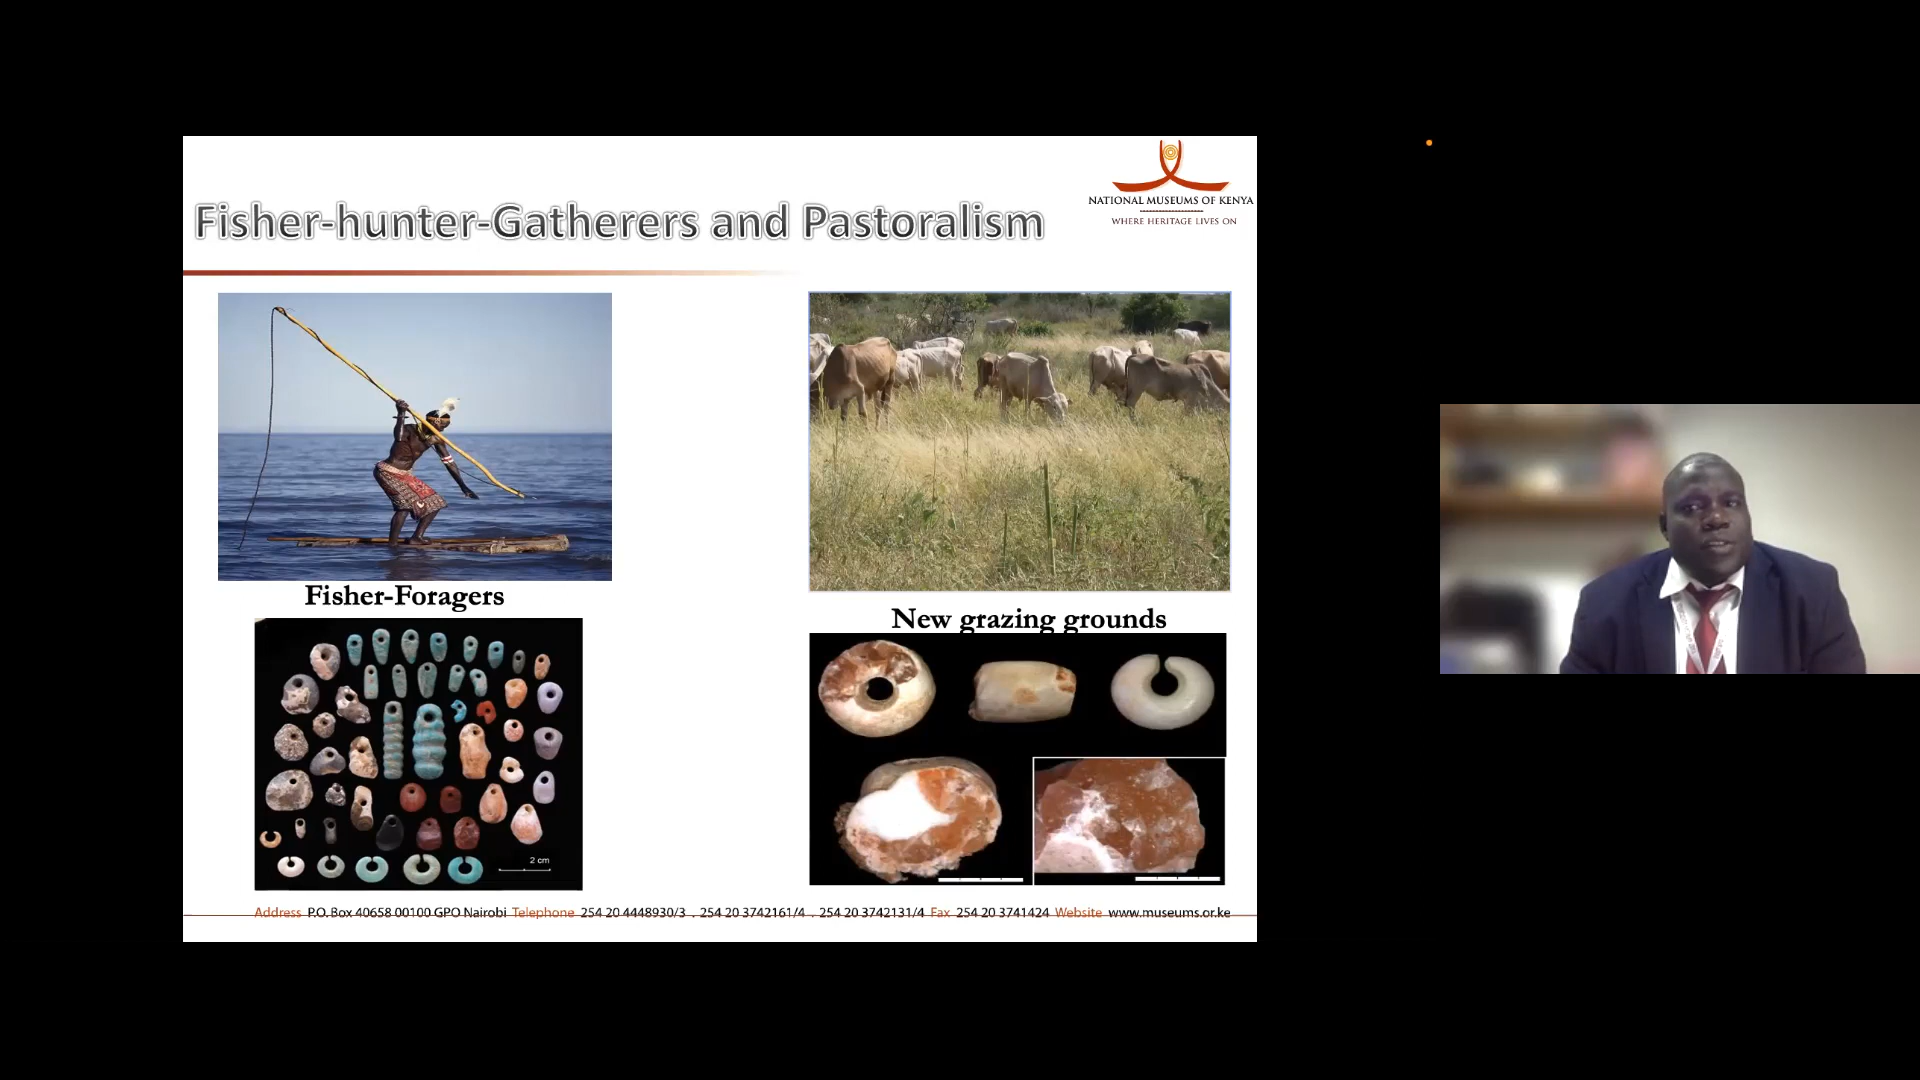 NATIONAL MUSEUMS OF KENYA
WHERE HERITAGE LIVES ON
Fisher-hunter-Gatherers and Pastoralism
Fisher-Foragers
New grazing grounds
2 cm
Address P.O. Box 40658 00100 GPO Nairobi Telephone 254 20 4448930/3 . 254 20 3742161/4 . 254 20 3742131/4 Fax 254 20 3741424 Website www.museums.or.ke